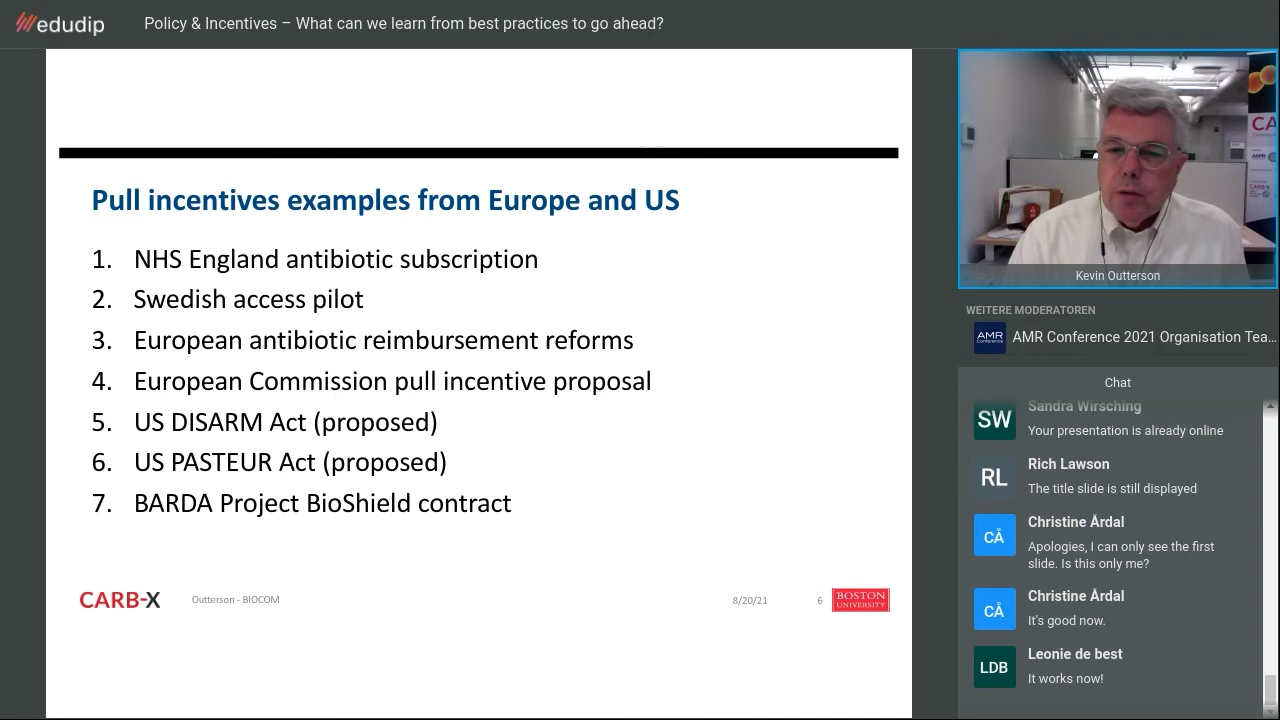 edudip
Policy & Incentives – What can we learn from best practices to go ahead?
Pull incentives examples from Europe and US
1. NHS England antibiotic subscription
2. Swedish access pilot
3. European antibiotic reimbursement reforms
4. European Commission pull incentive proposal
5. US DISARM Act (proposed)
6. US PASTEUR Act (proposed)
7. BARDA Project BioShield contract
CARB-X
Outterson - BIOCOM
8/20/21
6
BOSTON
UNIVERSITY
CA
CARB-X
Kevin Outterson
WEITERE MODERATOREN
AMR
Conference
AMR Conference 2021 Organisation Tea...
Chat
SW
Sandra Wirsching
Your presentation is already online
RL
Rich Lawson
The title slide is still displayed
CÅ
Christine Årdal
Apologies, I can only see the first
slide. Is this only me?
CÅ
Christine Årdal
It's good now.
LDB
Leonie de best
It works now!